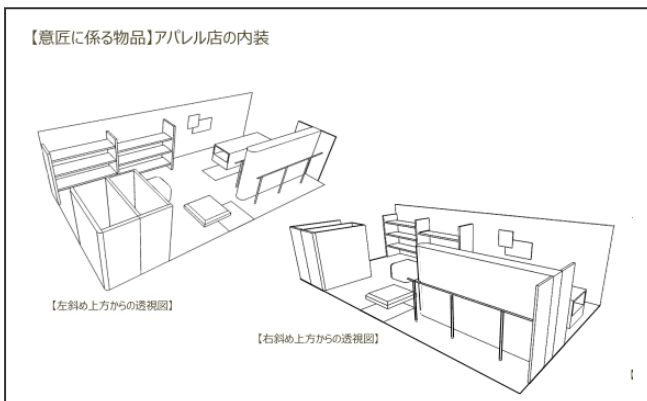 【意匠に係る物品】アパレル店の内装
【左斜め上方からの透視図】
【右斜め上方からの透視図】
【